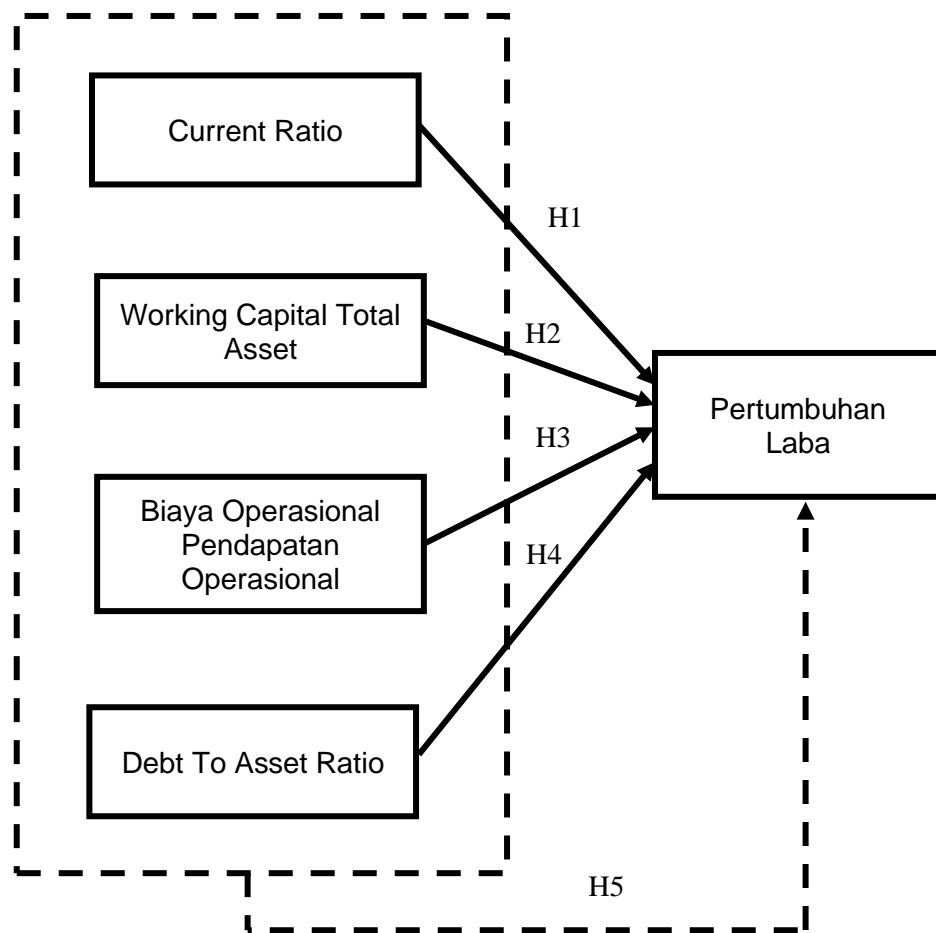 Current Ratio
H1
Working Capital Total
Asset
H2
Pertumbuhan
Laba
H3
Biaya Operasional
Pendapatan
Operasional
H4
Debt To Asset Ratio
H5